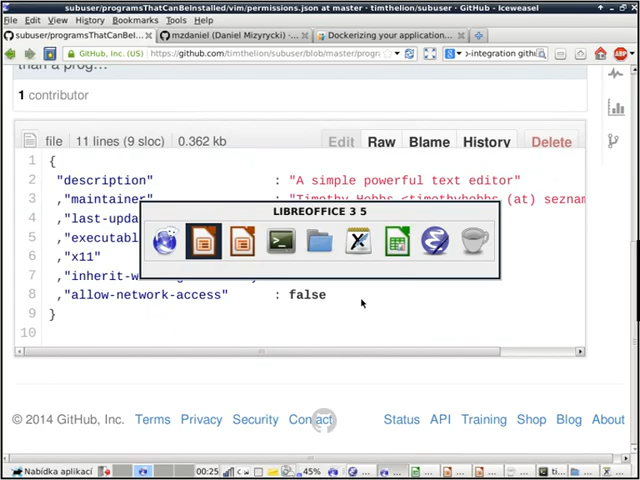 subuser/programsThatCanBeInstalled/vim/permissions.json at master · timthelion/subuser · GitHub - Iceweasel
File Edit View History Bookmarks Tools Help
subuser/programsThatCanBeInstalled/... mzdaniel (Daniel Mizyrycki) · ... Dockerizing your application...
GitHub, Inc. (US) https://github.com/timthelion/subuser/blob/master/progr -integration github
than a prog...
1 contributor
file 11 lines (9 sloc) 0.362 kb Edit Raw Blame History Delete
1 {
2 "description" : "A simple powerful text editor"
3 ,"maintainer" : "Timothy Hobbs <timothyhobbs (at) seznam
LIBREOFFICE 3 5
4 ,"last-upda
5 ,"executabl
6 ,"x11"
7 ,"inherit-w
8 ,"allow-network-access" : false
9 }
10
© 2014 GitHub, Inc. Terms Privacy Security Contact Status API Training Shop Blog About
Nabídka aplikací 00:25 45% ti...